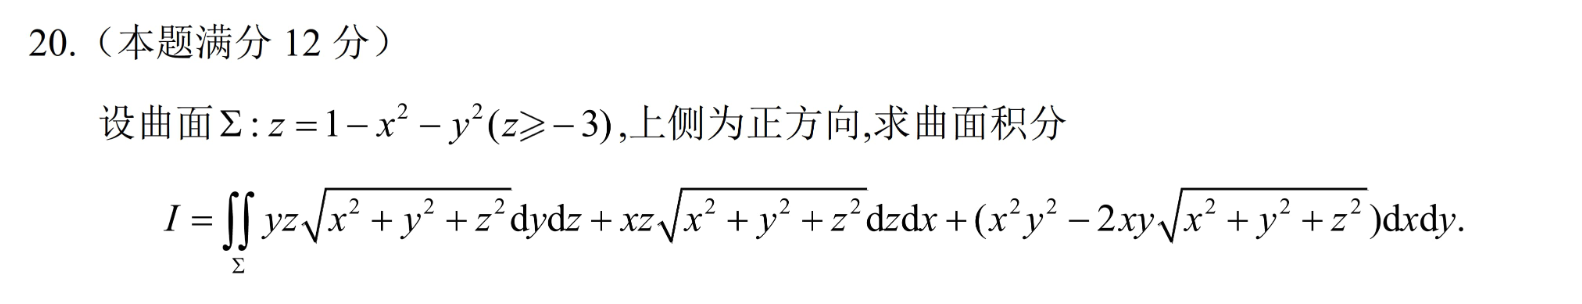 20.（本题满分 12 分）
设曲面Σ : z = 1 − x² − y²(z ⩾ −3),上侧为正方向,求曲面积分
I = ∬_Σ yz√(x² + y² + z²)dydz + xz√(x² + y² + z²)dzdx + (x²y² − 2xy√(x² + y² + z²))dxdy.